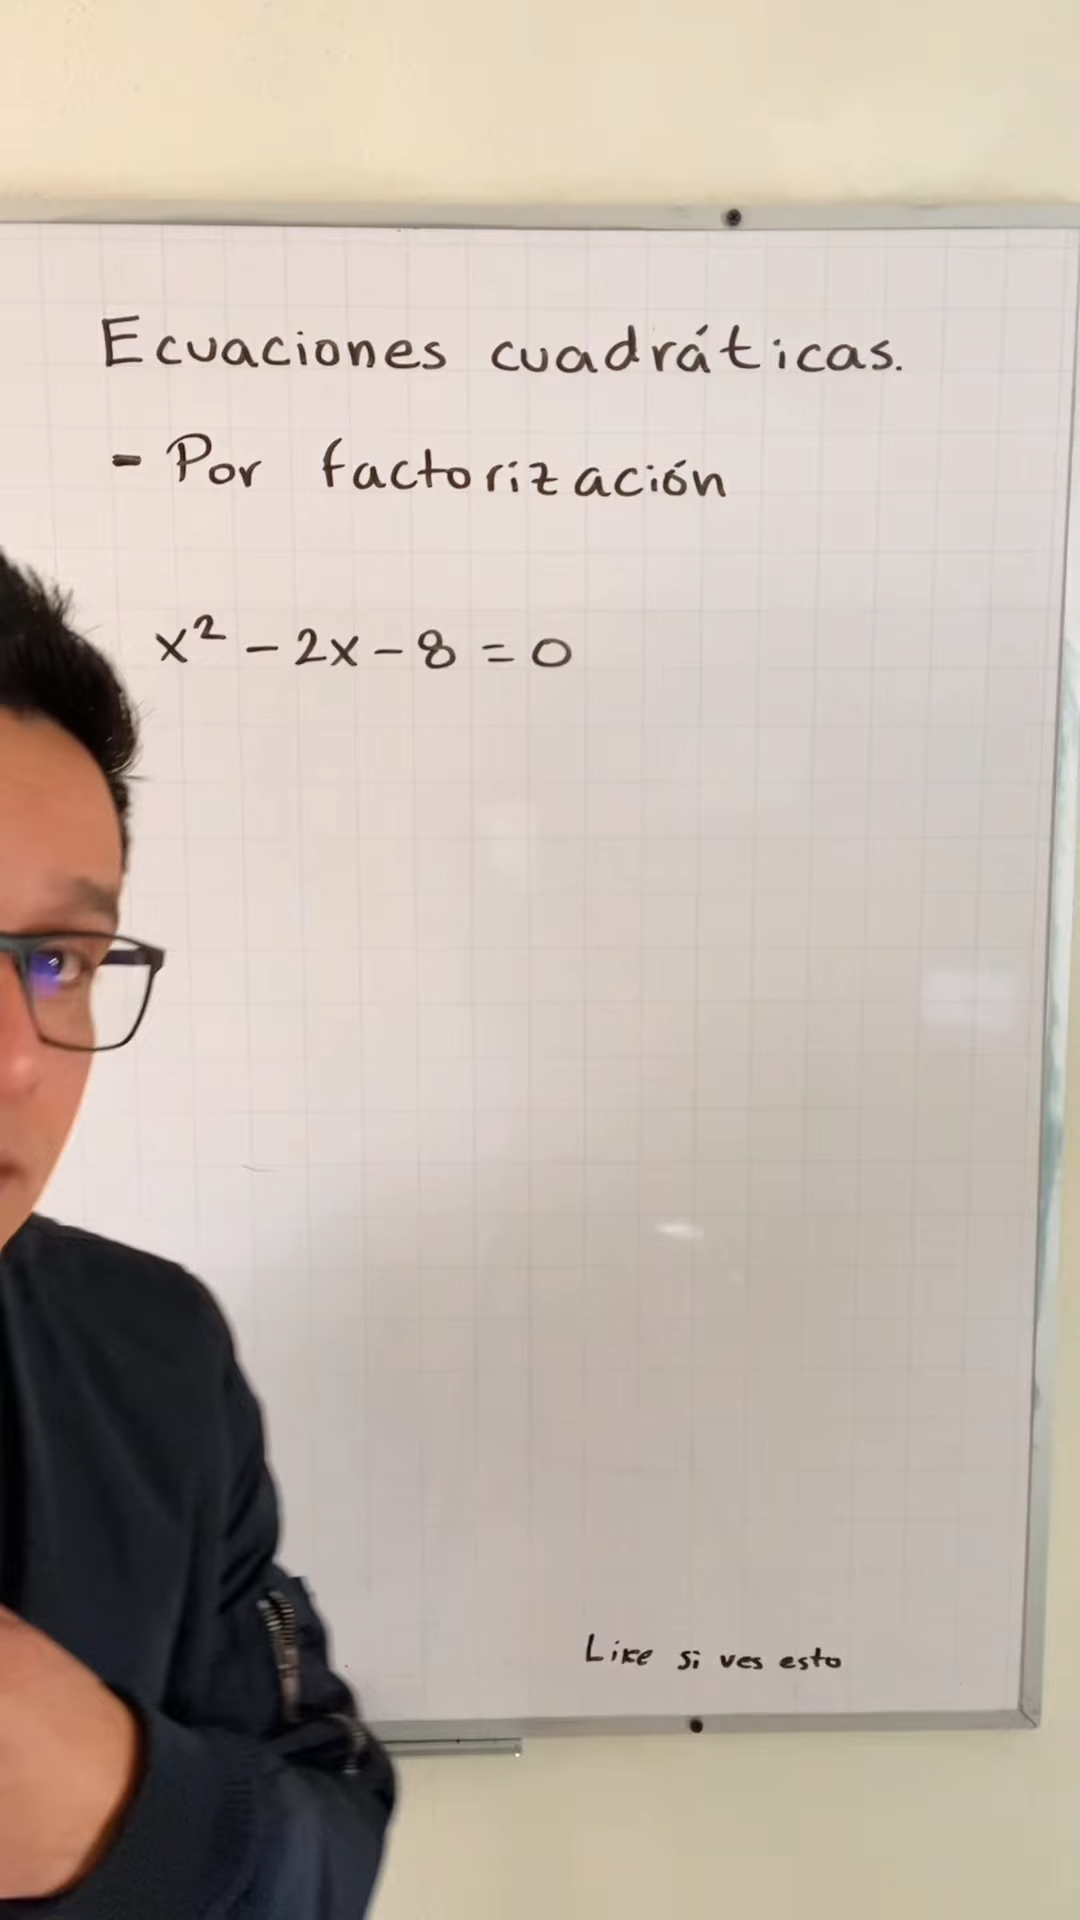 Ecuaciones cuadráticas.
- Por factorización
x² - 2x - 8 = 0
Like si ves esto